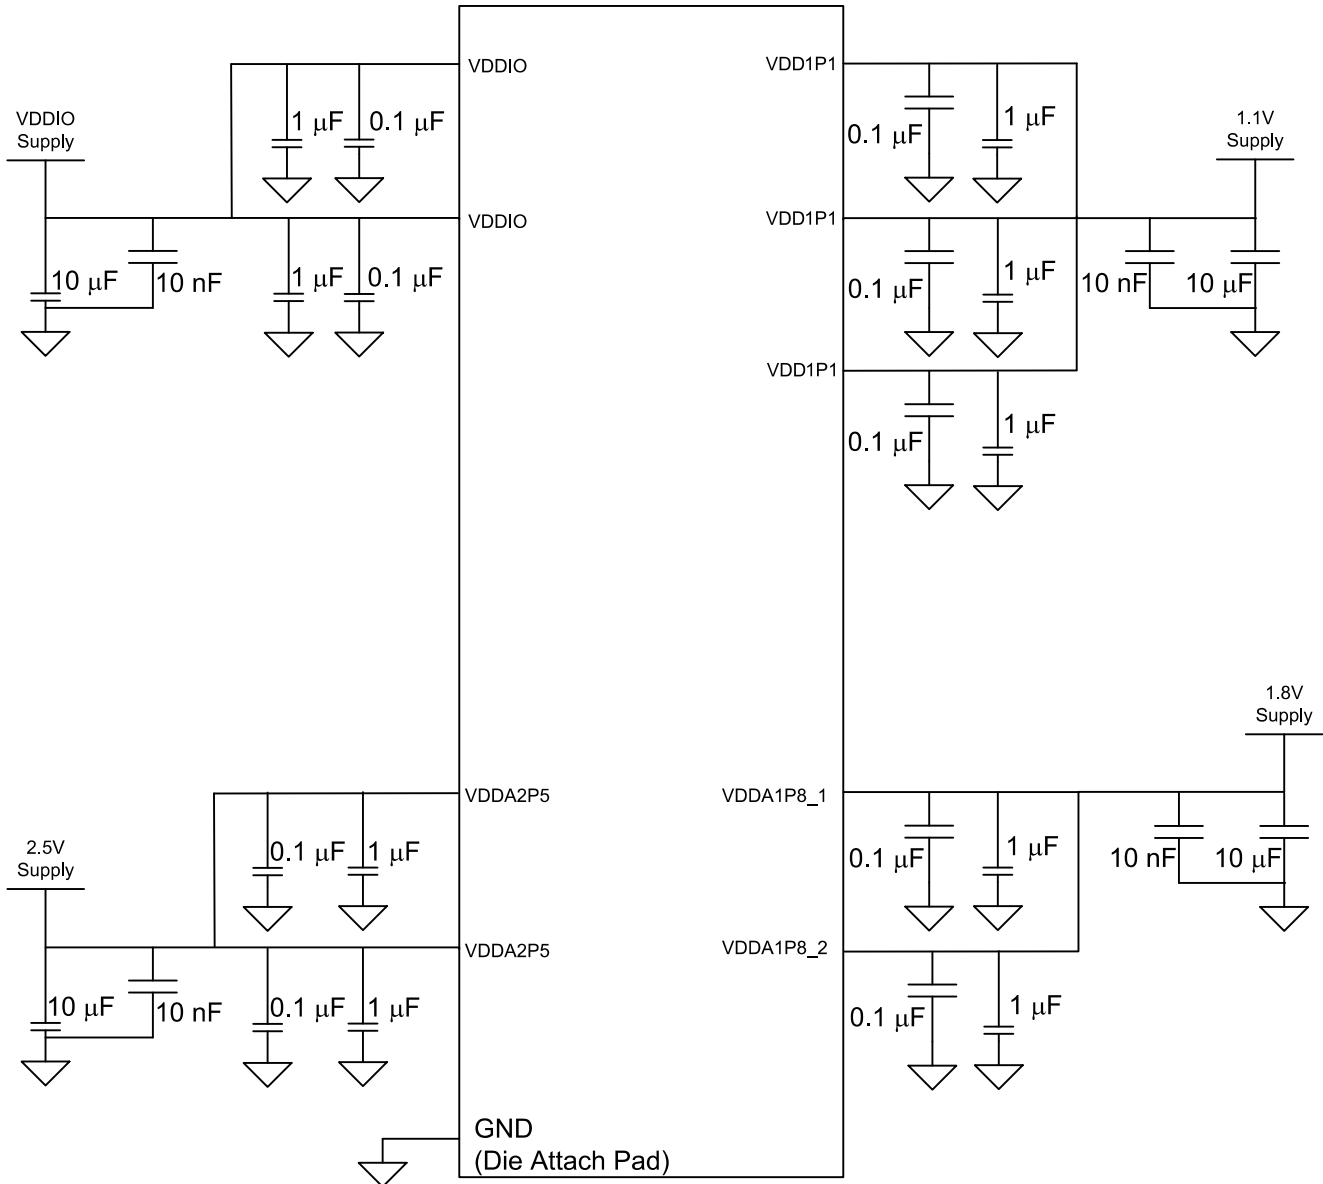 VDDIO
VDD1P1
1 μF
0.1 μF
0.1 μF
1 μF
VDDIO
Supply
1.1V
Supply
VDDIO
VDD1P1
10 μF
10 nF
1 μF
0.1 μF
0.1 μF
1 μF
10 nF
10 μF
VDD1P1
0.1 μF
1 μF
1.8V
Supply
VDDA2P5
VDDA1P8_1
2.5V
Supply
0.1 μF
1 μF
0.1 μF
1 μF
10 nF
10 μF
VDDA2P5
VDDA1P8_2
10 μF
10 nF
0.1 μF
1 μF
0.1 μF
1 μF
GND
(Die Attach Pad)